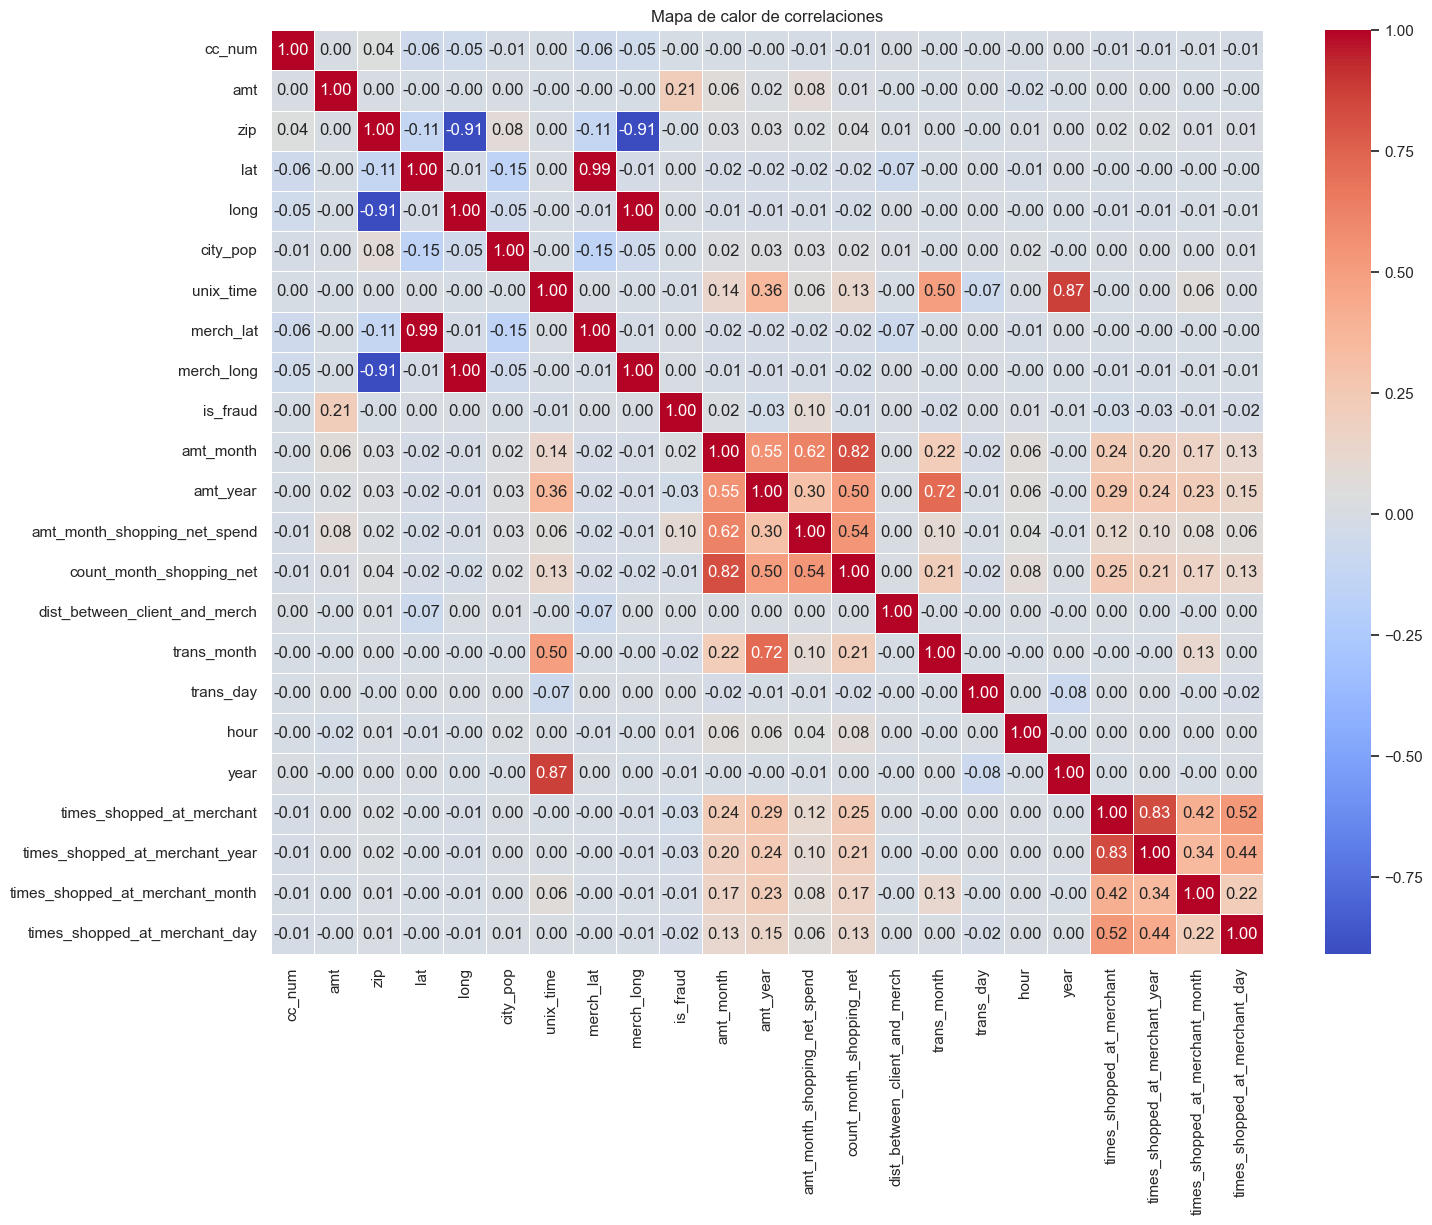 Mapa de calor de correlaciones
cc_num 1.00 0.00 0.04 -0.06 -0.05 -0.01 0.00 -0.06 -0.05 -0.00 -0.00 -0.00 -0.01 -0.01 0.00 -0.00 -0.00 -0.00 0.00 -0.01 -0.01 -0.01 -0.01
amt 0.00 1.00 0.00 -0.00 -0.00 0.00 0.00 -0.00 -0.00 0.21 0.06 0.02 0.08 0.01 -0.00 -0.00 0.00 -0.02 -0.00 0.00 0.00 0.00 -0.00
zip 0.04 0.00 1.00 -0.11 -0.91 0.08 0.00 -0.11 -0.91 -0.00 0.03 0.03 0.02 0.04 0.01 0.00 -0.00 0.01 0.00 0.02 0.02 0.01 0.01
lat -0.06 -0.00 -0.11 1.00 -0.01 -0.15 0.00 0.99 -0.01 0.00 -0.02 -0.02 -0.02 -0.02 -0.07 -0.00 0.00 -0.01 0.00 -0.00 -0.00 -0.00 -0.00
long -0.05 -0.00 -0.91 -0.01 1.00 -0.05 -0.00 -0.01 1.00 0.00 -0.01 -0.01 -0.01 -0.02 0.00 -0.00 0.00 -0.00 0.00 -0.01 -0.01 -0.01 -0.01
city_pop -0.01 0.00 0.08 -0.15 -0.05 1.00 -0.00 -0.15 -0.05 0.00 0.02 0.03 0.03 0.02 0.01 -0.00 0.00 0.02 -0.00 0.00 0.00 0.00 0.01
unix_time 0.00 0.00 0.00 0.00 -0.00 -0.00 1.00 0.00 -0.00 -0.01 0.14 0.36 0.06 0.13 -0.00 0.50 -0.07 0.00 0.87 -0.00 0.00 0.06 0.00
merch_lat -0.06 -0.00 -0.11 0.99 -0.01 -0.15 0.00 1.00 -0.01 0.00 -0.02 -0.02 -0.02 -0.02 -0.07 -0.00 0.00 -0.01 0.00 -0.00 -0.00 -0.00 -0.00
merch_long -0.05 -0.00 -0.91 -0.01 1.00 -0.05 -0.00 -0.01 1.00 0.00 -0.01 -0.01 -0.01 -0.02 0.00 -0.00 0.00 -0.00 0.00 -0.01 -0.01 -0.01 -0.01
is_fraud -0.00 0.21 -0.00 0.00 0.00 0.00 -0.01 0.00 0.00 1.00 0.02 -0.03 0.10 -0.01 0.00 -0.02 0.00 0.01 -0.01 -0.03 -0.03 -0.01 -0.02
amt_month -0.00 0.06 0.03 -0.02 -0.01 0.02 0.14 -0.02 -0.01 0.02 1.00 0.55 0.62 0.82 0.00 0.22 -0.02 0.06 -0.00 0.24 0.20 0.17 0.13
amt_year -0.00 0.02 0.03 -0.02 -0.01 0.03 0.36 -0.02 -0.01 -0.03 0.55 1.00 0.30 0.50 0.00 0.72 -0.01 0.06 -0.00 0.29 0.24 0.23 0.15
amt_month_shopping_net_spend -0.01 0.08 0.02 -0.02 -0.01 0.03 0.06 -0.02 -0.01 0.10 0.62 0.30 1.00 0.54 0.00 0.10 -0.01 0.04 -0.01 0.12 0.10 0.08 0.06
count_month_shopping_net -0.01 0.01 0.04 -0.02 -0.02 0.02 0.13 -0.02 -0.02 -0.01 0.82 0.50 0.54 1.00 0.00 0.21 -0.02 0.08 0.00 0.25 0.21 0.17 0.13
dist_between_client_and_merch 0.00 -0.00 0.01 -0.07 0.00 0.01 -0.00 -0.07 0.00 0.00 0.00 0.00 0.00 0.00 1.00 -0.00 -0.00 0.00 -0.00 0.00 0.00 -0.00 0.00
trans_month -0.00 -0.00 0.00 -0.00 -0.00 -0.00 0.50 -0.00 -0.00 -0.02 0.22 0.72 0.10 0.21 -0.00 1.00 -0.00 -0.00 -0.00 -0.00 -0.00 0.13 0.00
trans_day -0.00 0.00 -0.00 0.00 0.00 0.00 -0.07 0.00 0.00 0.00 -0.02 -0.01 -0.01 -0.02 -0.00 -0.00 1.00 0.00 -0.08 0.00 0.00 -0.00 -0.02
hour -0.00 -0.02 0.01 -0.01 -0.00 0.02 0.00 -0.01 -0.00 0.01 0.06 0.06 0.04 0.08 0.00 -0.00 0.00 1.00 -0.00 0.00 0.00 0.00 0.00
year 0.00 -0.00 0.00 0.00 0.00 -0.00 0.87 0.00 0.00 -0.01 -0.00 -0.00 -0.01 0.00 -0.00 -0.00 -0.08 -0.00 1.00 0.00 0.00 -0.00 0.00
times_shopped_at_merchant -0.01 0.00 0.02 -0.00 -0.01 0.00 -0.00 -0.00 -0.01 -0.03 0.24 0.29 0.12 0.25 0.00 -0.00 0.00 0.00 0.00 1.00 0.83 0.42 0.52
times_shopped_at_merchant_year -0.01 0.00 0.02 -0.00 -0.01 0.00 0.00 -0.00 -0.01 -0.03 0.20 0.24 0.10 0.21 0.00 -0.00 0.00 0.00 0.00 0.83 1.00 0.34 0.44
times_shopped_at_merchant_month -0.01 0.00 0.01 -0.00 -0.01 0.00 0.06 -0.00 -0.01 -0.01 0.17 0.23 0.08 0.17 -0.00 0.13 -0.00 0.00 -0.00 0.42 0.34 1.00 0.22
times_shopped_at_merchant_day -0.01 -0.00 0.01 -0.00 -0.01 0.01 0.00 -0.00 -0.01 -0.02 0.13 0.15 0.06 0.13 0.00 0.00 -0.02 0.00 0.00 0.52 0.44 0.22 1.00
cc_num
amt
zip
lat
long
city_pop
unix_time
merch_lat
merch_long
is_fraud
amt_month
amt_year
amt_month_shopping_net_spend
count_month_shopping_net
dist_between_client_and_merch
trans_month
trans_day
hour
year
times_shopped_at_merchant
times_shopped_at_merchant_year
times_shopped_at_merchant_month
times_shopped_at_merchant_day
1.00
0.75
0.50
0.25
0.00
−0.25
−0.50
−0.75